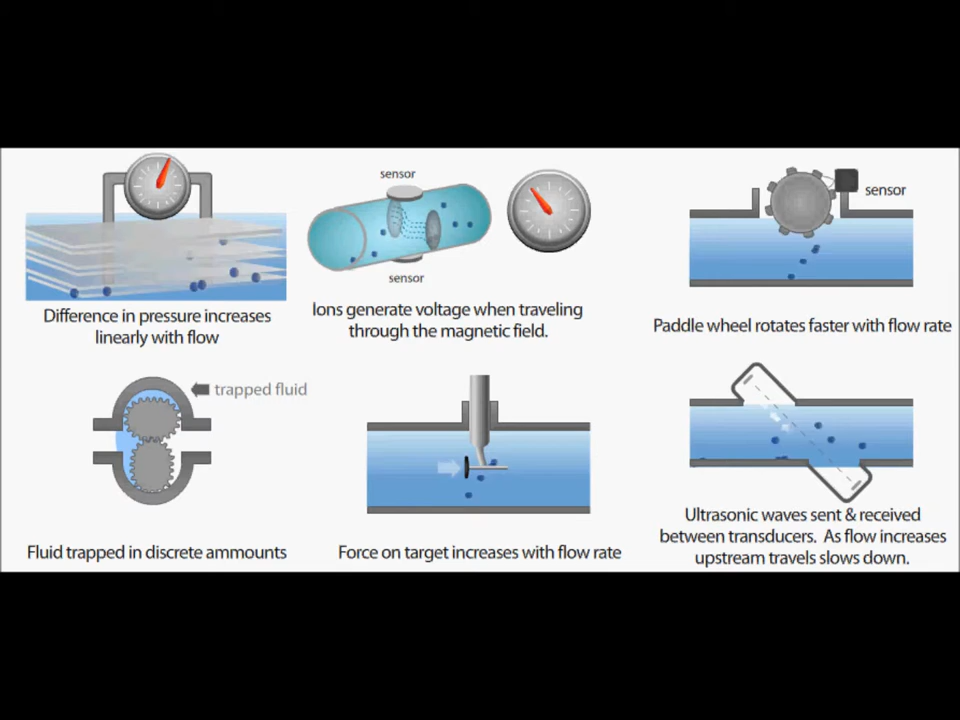 Difference in pressure increases
linearly with flow
sensor
sensor
Ions generate voltage when traveling
through the magnetic field.
sensor
Paddle wheel rotates faster with flow rate
trapped fluid
Fluid trapped in discrete ammounts
Force on target increases with flow rate
Ultrasonic waves sent & received
between transducers. As flow increases
upstream travels slows down.